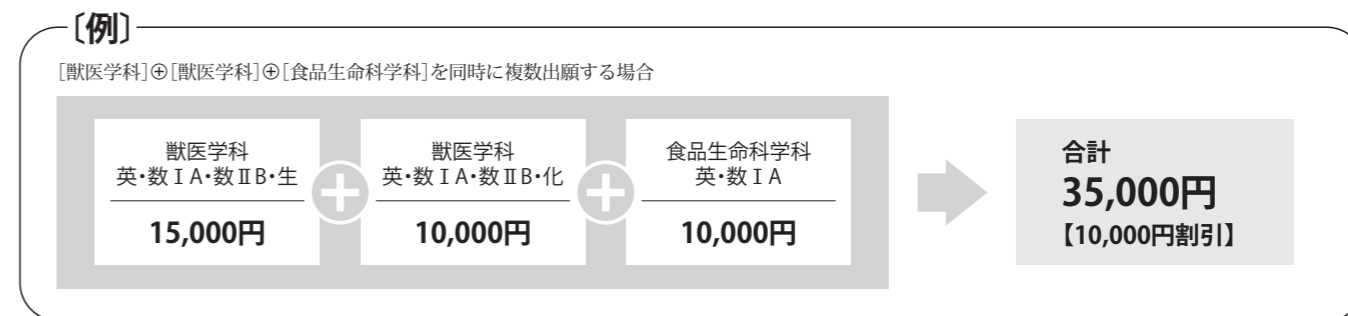 〔例〕
[獣医学科]⊕[獣医学科]⊕[食品生命科学科]を同時に複数出願する場合
獣医学科
英・数ⅠA・数ⅡB・生
15,000円
獣医学科
英・数ⅠA・数ⅡB・化
10,000円
食品生命科学科
英・数ⅠA
10,000円
合計
35,000円
【10,000円割引】